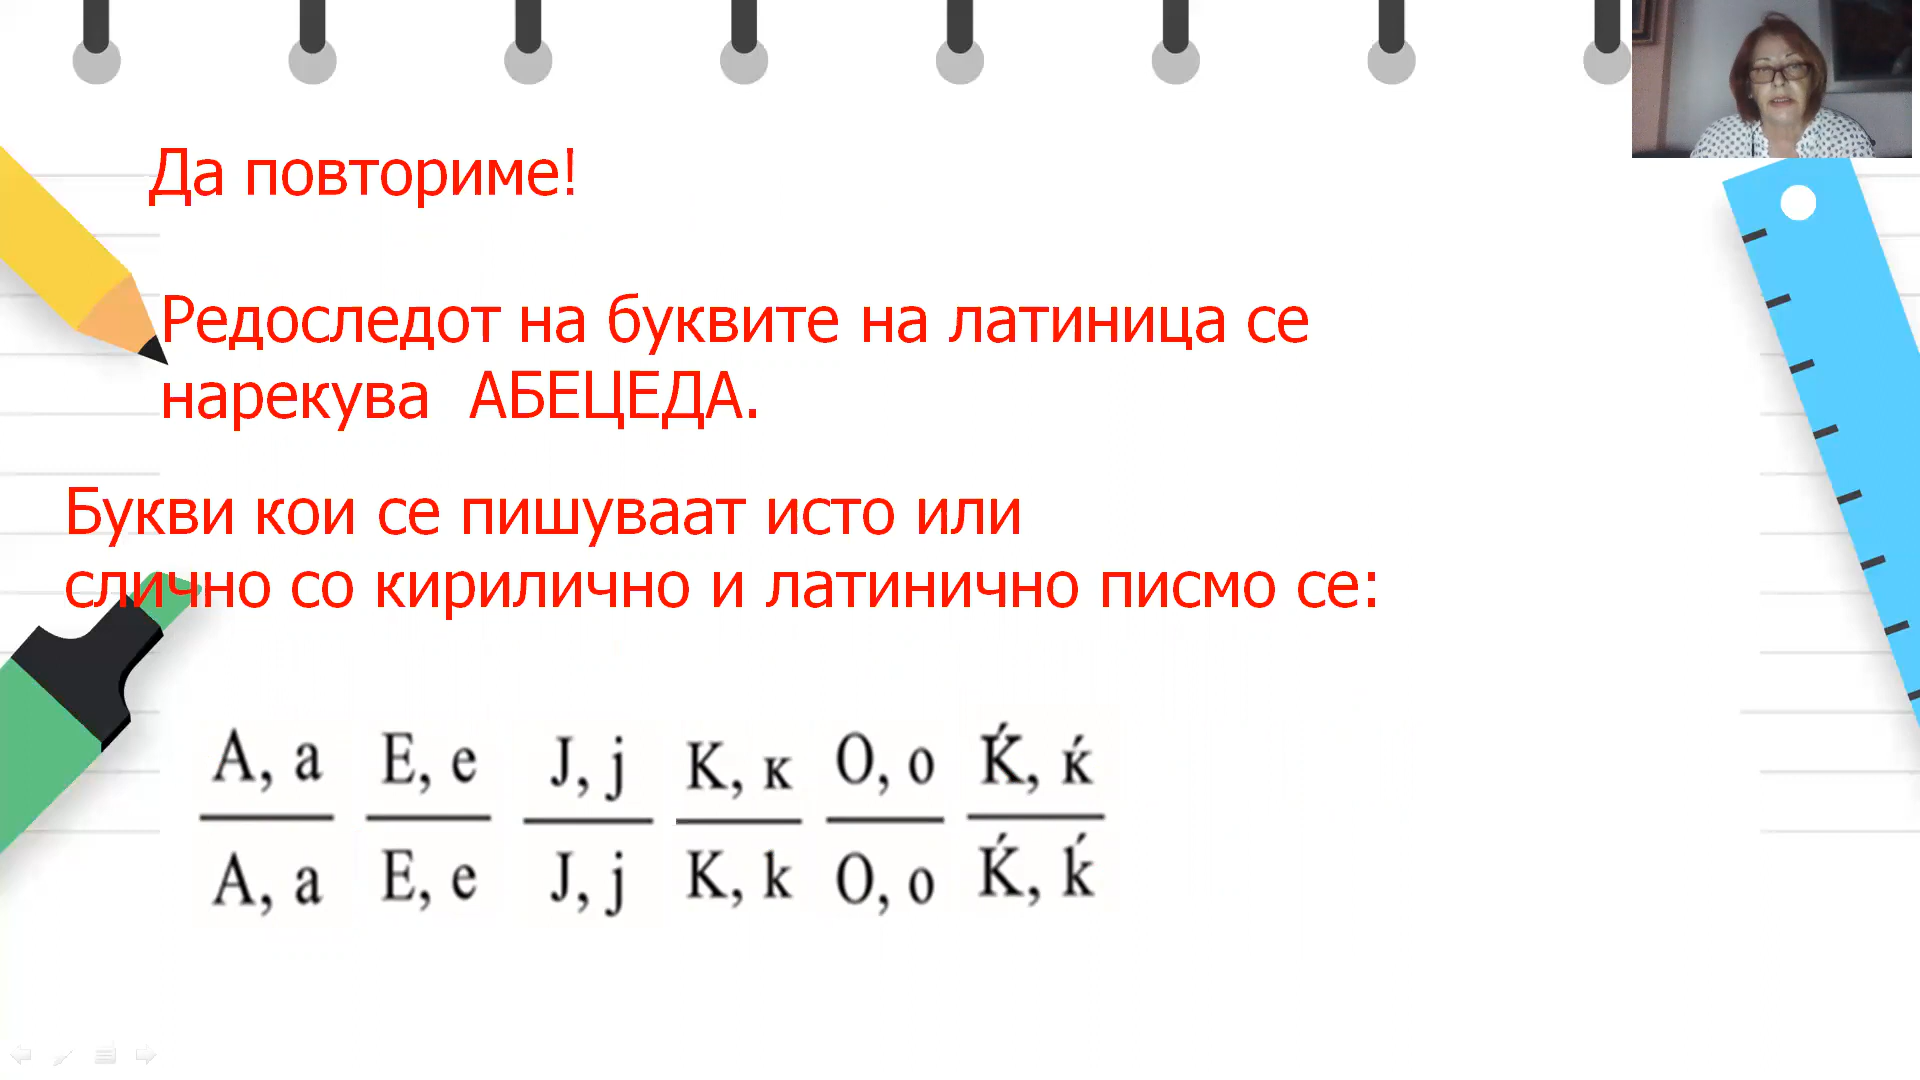 Да повториме!
Редоследот на буквите на латиница се
нарекува АБЕЦЕДА.
Букви кои се пишуваат исто или
слично со кирилично и латинично писмо се:
А, а Е, е Ј, ј К, к О, о Ќ, ќ
A, a E, e J, j K, k O, o Ḱ, ḱ